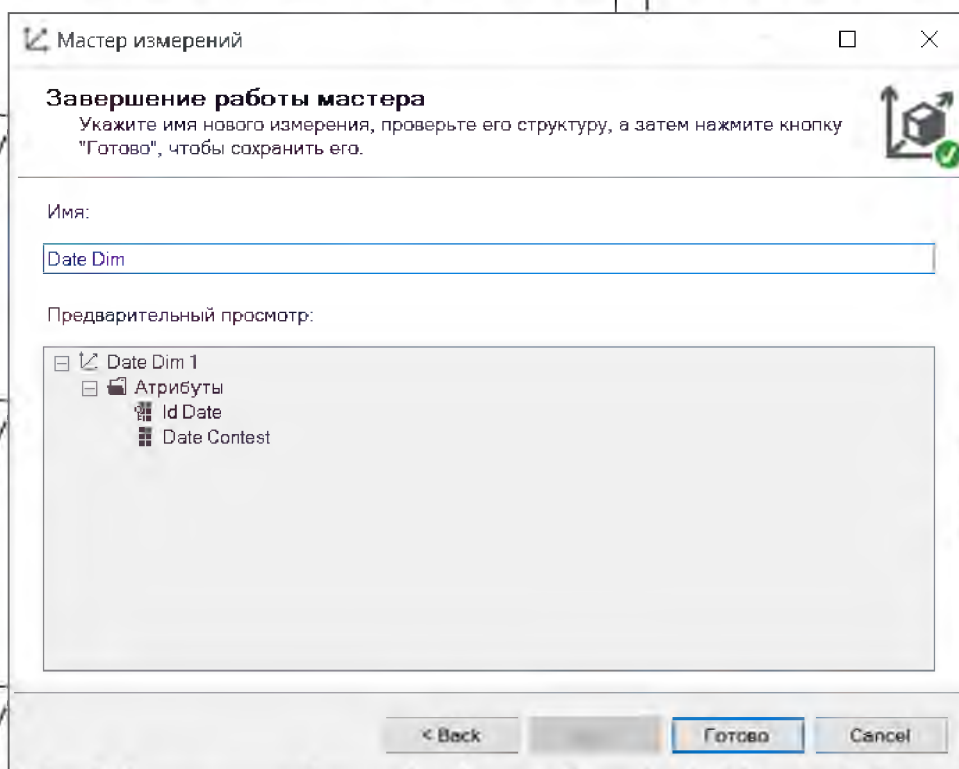 Мастер измерений
Завершение работы мастера
Укажите имя нового измерения, проверьте его структуру, а затем нажмите кнопку
"Готово", чтобы сохранить его.
Имя:
Date Dim
Предварительный просмотр:
Date Dim 1
Атрибуты
Id Date
Date Contest
< Back
Готово
Cancel